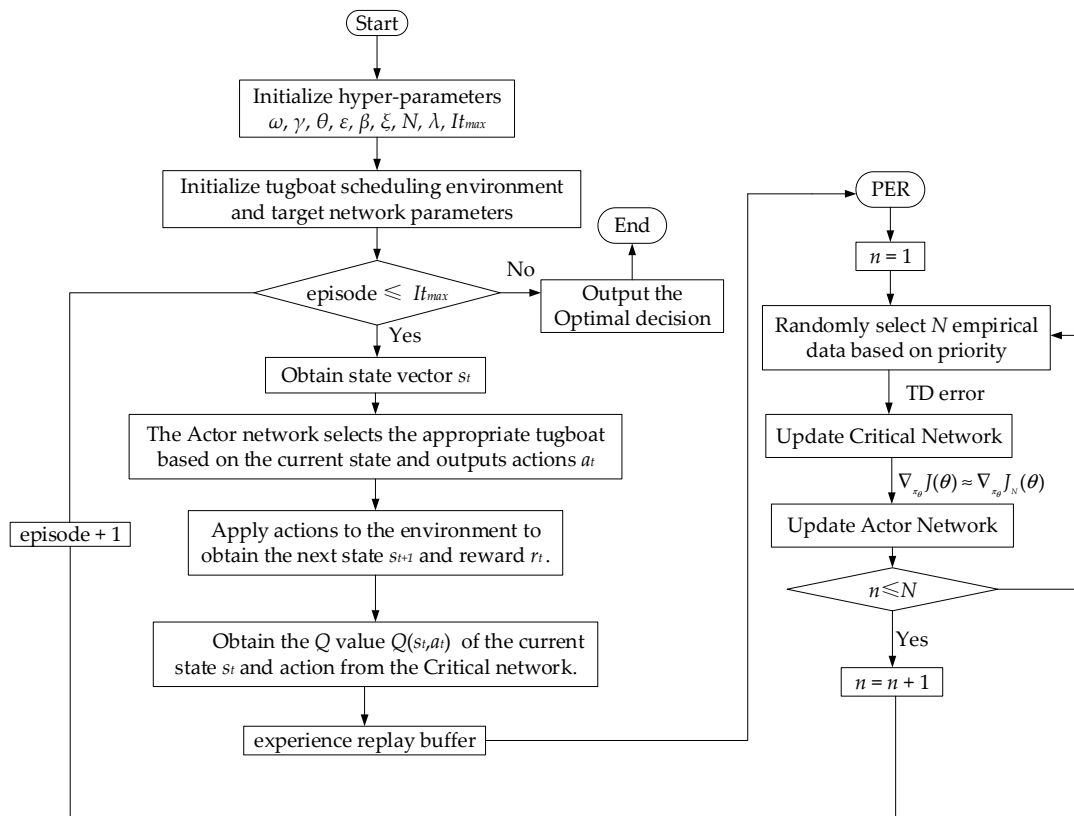 Start
Initialize hyper-parameters
ω, γ, θ, ε, β, ξ, N, λ, Itmax
Initialize tugboat scheduling environment
and target network parameters
End
episode ≤ Itmax
No
Output the
Optimal decision
Yes
Obtain state vector st
The Actor network selects the appropriate tugboat
based on the current state and outputs actions at
episode + 1
Apply actions to the environment to
obtain the next state st+1 and reward rt .
Obtain the Q value Q(st,at) of the current
state st and action from the Critical network.
experience replay buffer
PER
n = 1
Randomly select N empirical
data based on priority
TD error
Update Critical Network
∇πθ J(θ) ≈ ∇πθ JN(θ)
Update Actor Network
n≤N
Yes
n = n + 1